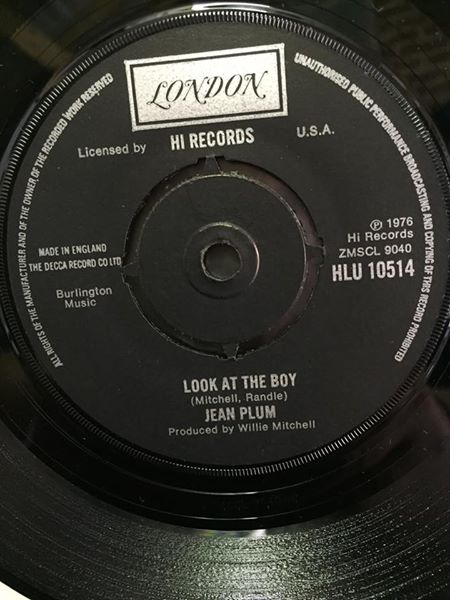 LONDON
Licensed by HI RECORDS U.S.A.
ALL RIGHTS OF THE MANUFACTURER AND OF THE OWNER OF THE RECORDED WORK RESERVED
UNAUTHORISED PUBLIC PERFORMANCE BROADCASTING AND COPYING OF THIS RECORD PROHIBITED
MADE IN ENGLAND
THE DECCA RECORD CO LTD
Burlington
Music
Ⓟ 1976
Hi Records
ZMSCL 9040
HLU 10514
LOOK AT THE BOY
(Mitchell, Randle)
JEAN PLUM
Produced by Willie Mitchell